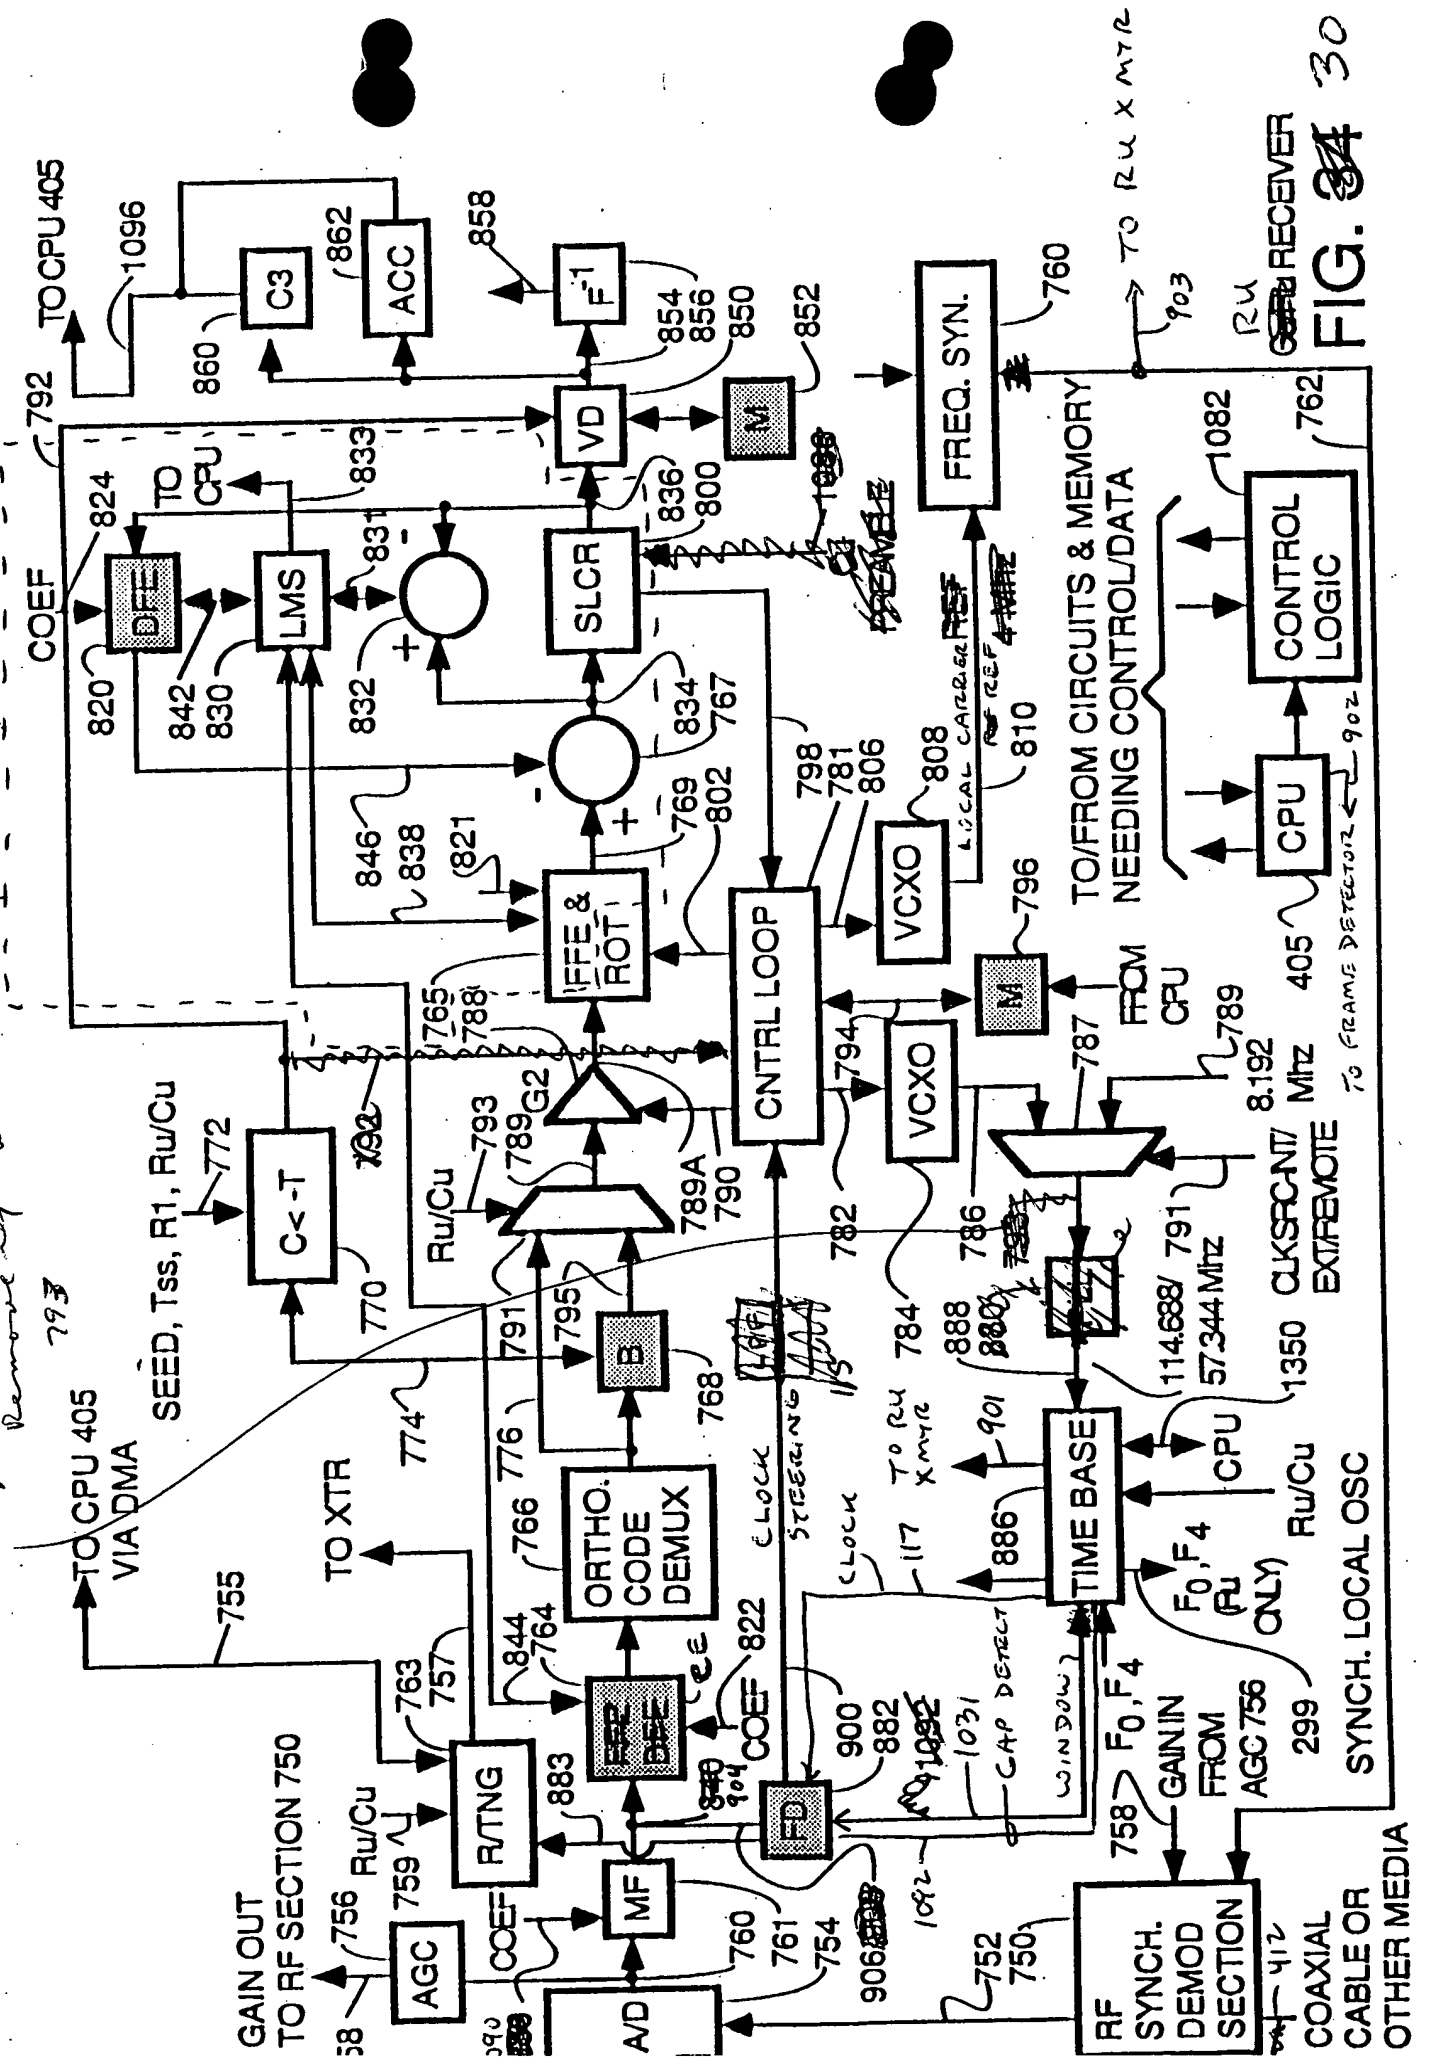 GAIN OUT
TO RF SECTION 750
756
AGC
Ru/Cu
759
763
757
755
TO CPU 405
VIA DMA
TO XTR
R/TNG
883
COEF
MF
760
761
754
A/D
844
764
EE
822
COEF
904
ORTHO.
CODE
DEMUX
766
776
774
B
768
795
791
SEED, Tss, R1, Ru/Cu
772
C<-T
770
793
Remove
Ru/Cu
793
789
G2
789A
790
765
788
FFE &
ROT
846
838
821
769
802
767
834
COEF
824
792
DFE
820
842
LMS
830
831
832
833
TO
CPU
+
-
+
-
SLCR
836
800
VD
854
856
850
M
852
F-1
858
C3
860
ACC
862
1096
TO CPU 405
FD
900
882
1031
CAP DETECT
WINDOW
906
1092
CLOCK
STEERING
CLOCK
117
TO RU
XMTR
901
886
TIME BASE
F0, F4
(Ru
ONLY)
299
Ru/Cu
CPU
1350
888
114.688/
57.344 Mhz
CLKSRC-INT/
EXT/REMOTE
791
8.192
Mhz
789
787
786
784
782
VCXO
794
CNTRL LOOP
M
796
FROM
CPU
798
781
806
VCXO
808
LOCAL CARRIER
REF
810
FREQ. SYN.
760
TO RU XMTR
903
TO/FROM CIRCUITS & MEMORY
NEEDING CONTROL/DATA
CPU
405
CONTROL
LOGIC
1082
762
TO FRAME DETECTOR
902
SYNCH. LOCAL OSC
758
F0, F4
GAIN IN
FROM
AGC 756
752
750
RF
SYNCH.
DEMOD
SECTION
412
COAXIAL
CABLE OR
OTHER MEDIA
RU
RECEIVER
FIG. 30